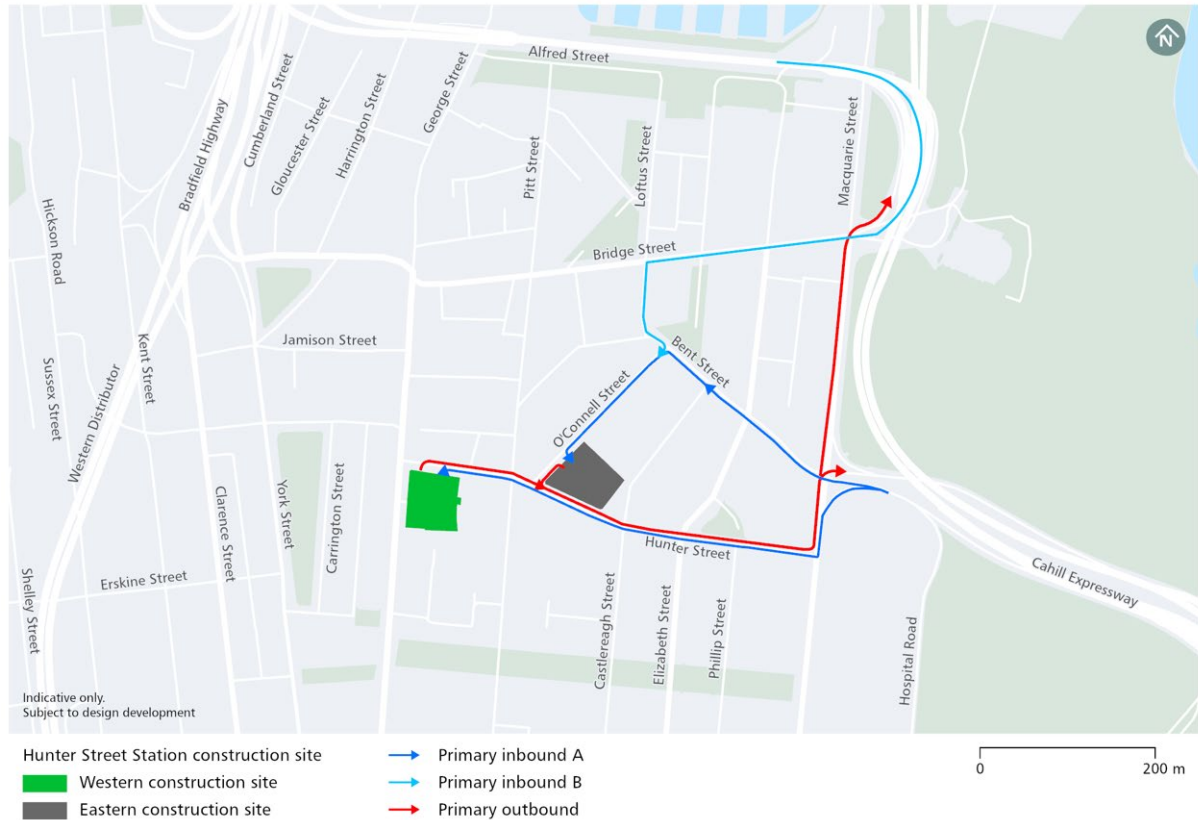 N
Alfred Street
Bradfield Highway
Cumberland Street
Gloucester Street
Harrington Street
George Street
Pitt Street
Loftus Street
Macquarie Street
Hickson Road
Bridge Street
Jamison Street
Kent Street
Sussex Street
Western Distributor
Bent Street
O'Connell Street
Clarence Street
York Street
Carrington Street
Hunter Street
Cahill Expressway
Erskine Street
Shelley Street
Castlereagh Street
Elizabeth Street
Phillip Street
Hospital Road
Indicative only.
Subject to design development
Hunter Street Station construction site
Western construction site
Eastern construction site
Primary inbound A
Primary inbound B
Primary outbound
0 200 m